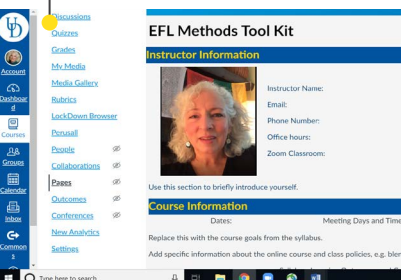 Discussions
Quizzes
Grades
My Media
Media Gallery
Rubrics
LockDown Browser
Perusall
People
Collaborations
Pages
Outcomes
Conferences
New Analytics
Settings
Account
Dashboar
d
Courses
Groups
Calendar
Inbox
Common
s
EFL Methods Tool Kit
Instructor Information
Instructor Name:
Email:
Phone Number:
Office hours:
Zoom Classroom:
Use this section to briefly introduce yourself.
Course Information
Dates: Meeting Days and Time
Replace this with the course goals from the syllabus.
Add specific information about the online course and class policies, e.g. blen
Type here to search